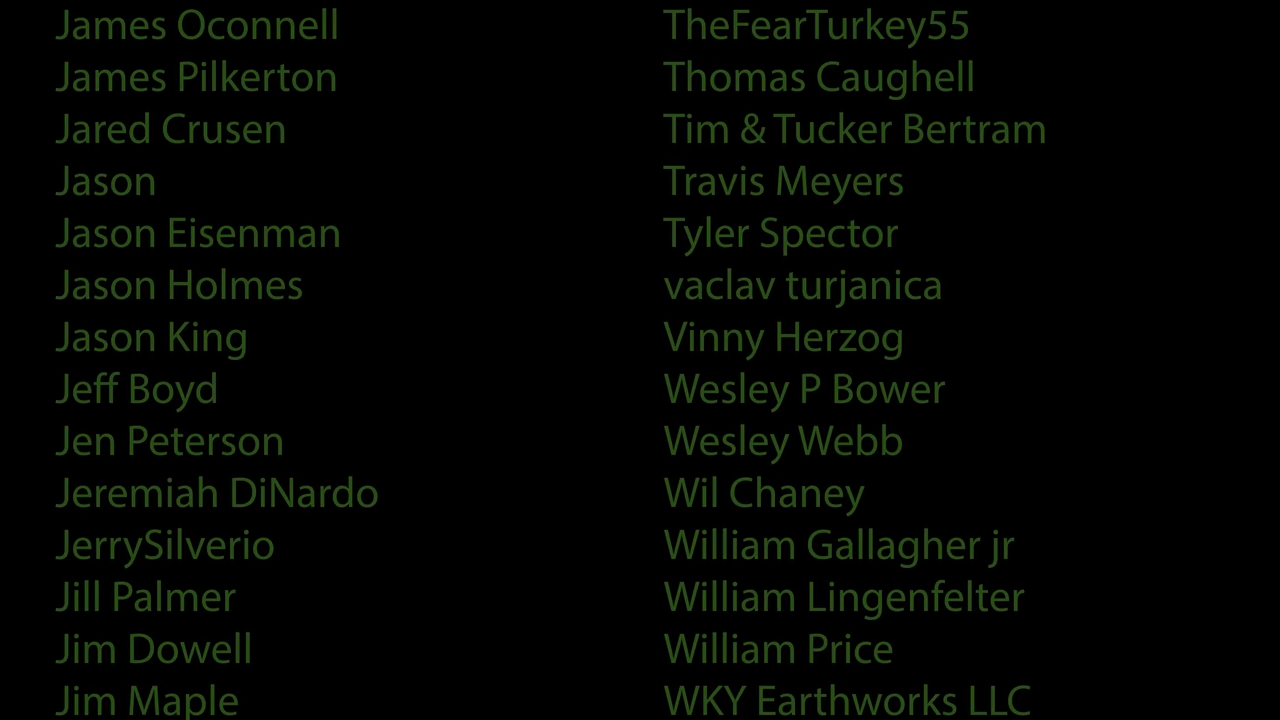 James Oconnell
James Pilkerton
Jared Crusen
Jason
Jason Eisenman
Jason Holmes
Jason King
Jeff Boyd
Jen Peterson
Jeremiah DiNardo
JerrySilverio
Jill Palmer
Jim Dowell
Jim Maple
TheFearTurkey55
Thomas Caughell
Tim & Tucker Bertram
Travis Meyers
Tyler Spector
vaclav turjanica
Vinny Herzog
Wesley P Bower
Wesley Webb
Wil Chaney
William Gallagher jr
William Lingenfelter
William Price
WKY Earthworks LLC